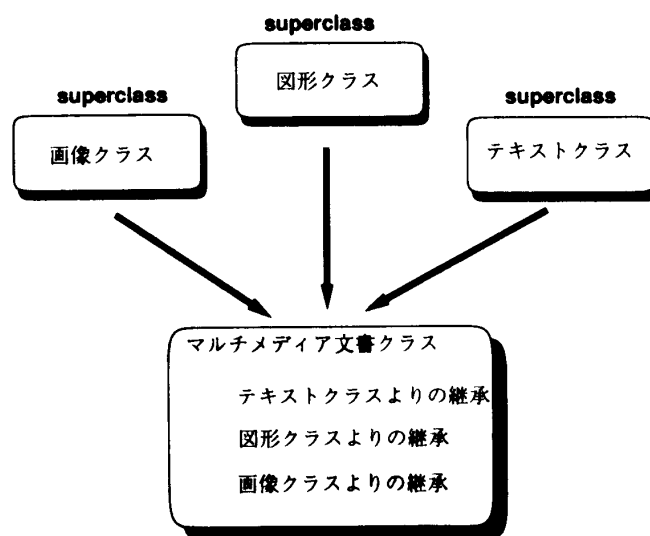 superclass
図形クラス
superclass
画像クラス
superclass
テキストクラス
マルチメディア文書クラス
テキストクラスよりの継承
図形クラスよりの継承
画像クラスよりの継承